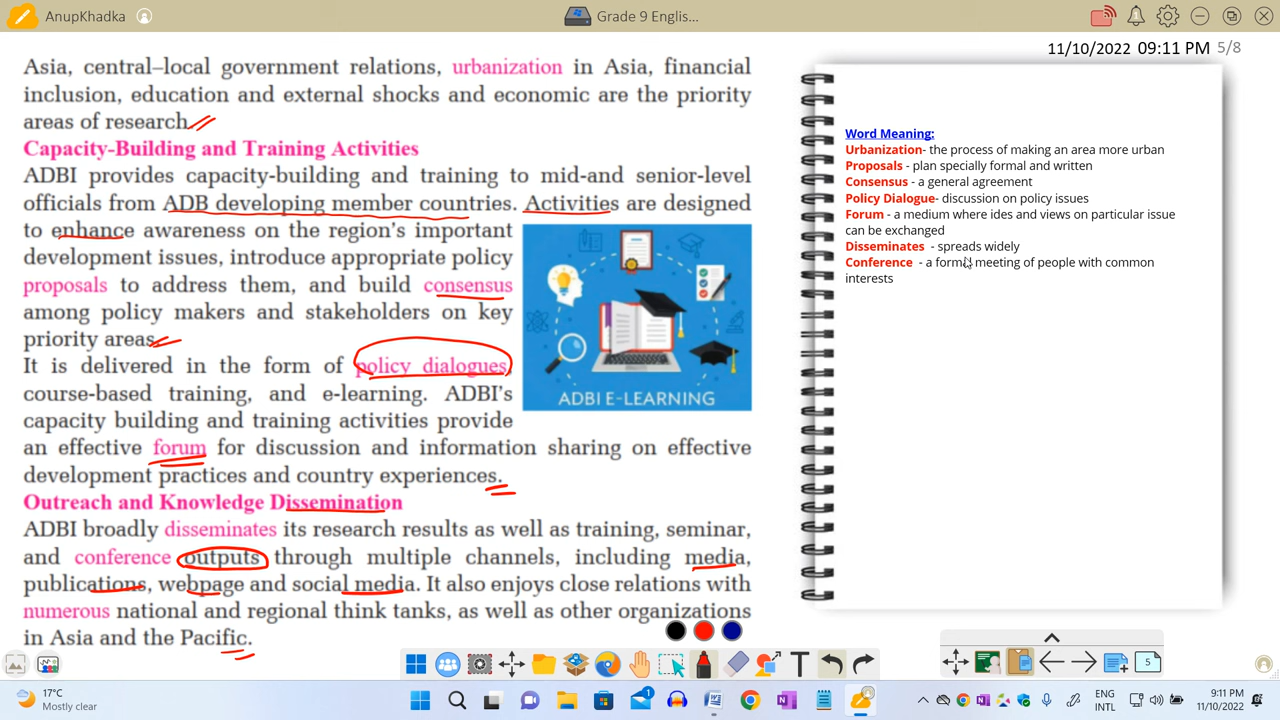 AnupKhadka
Grade 9 Englis...
11/10/2022 09:11 PM 5/8
Asia, central–local government relations, urbanization in Asia, financial
inclusion, education and external shocks and economic are the priority
areas of research
Capacity-Building and Training Activities
ADBI provides capacity-building and training to mid-and senior-level
officials from ADB developing member countries. Activities are designed
to enhance awareness on the region's important
development issues, introduce appropriate policy
proposals to address them, and build consensus
among policy makers and stakeholders on key
priority areas.
It is delivered in the form of policy dialogues
course-based training, and e-learning. ADBI's
capacity building and training activities provide
an effective forum for discussion and information sharing on effective
development practices and country experiences.
ADBI E-LEARNING
Outreach and Knowledge Dissemination
ADBI broadly disseminates its research results as well as training, seminar,
and conference outputs through multiple channels, including media,
publications, webpage and social media. It also enjoys close relations with
numerous national and regional think tanks, as well as other organizations
in Asia and the Pacific.
Word Meaning:
Urbanization- the process of making an area more urban
Proposals - plan specially formal and written
Consensus - a general agreement
Policy Dialogue- discussion on policy issues
Forum - a medium where ides and views on particular issue
can be exchanged
Disseminates - spreads widely
Conference - a formal meeting of people with common
interests
5
17°C
Mostly clear
1
ENG
INTL
9:11 PM
11/10/2022